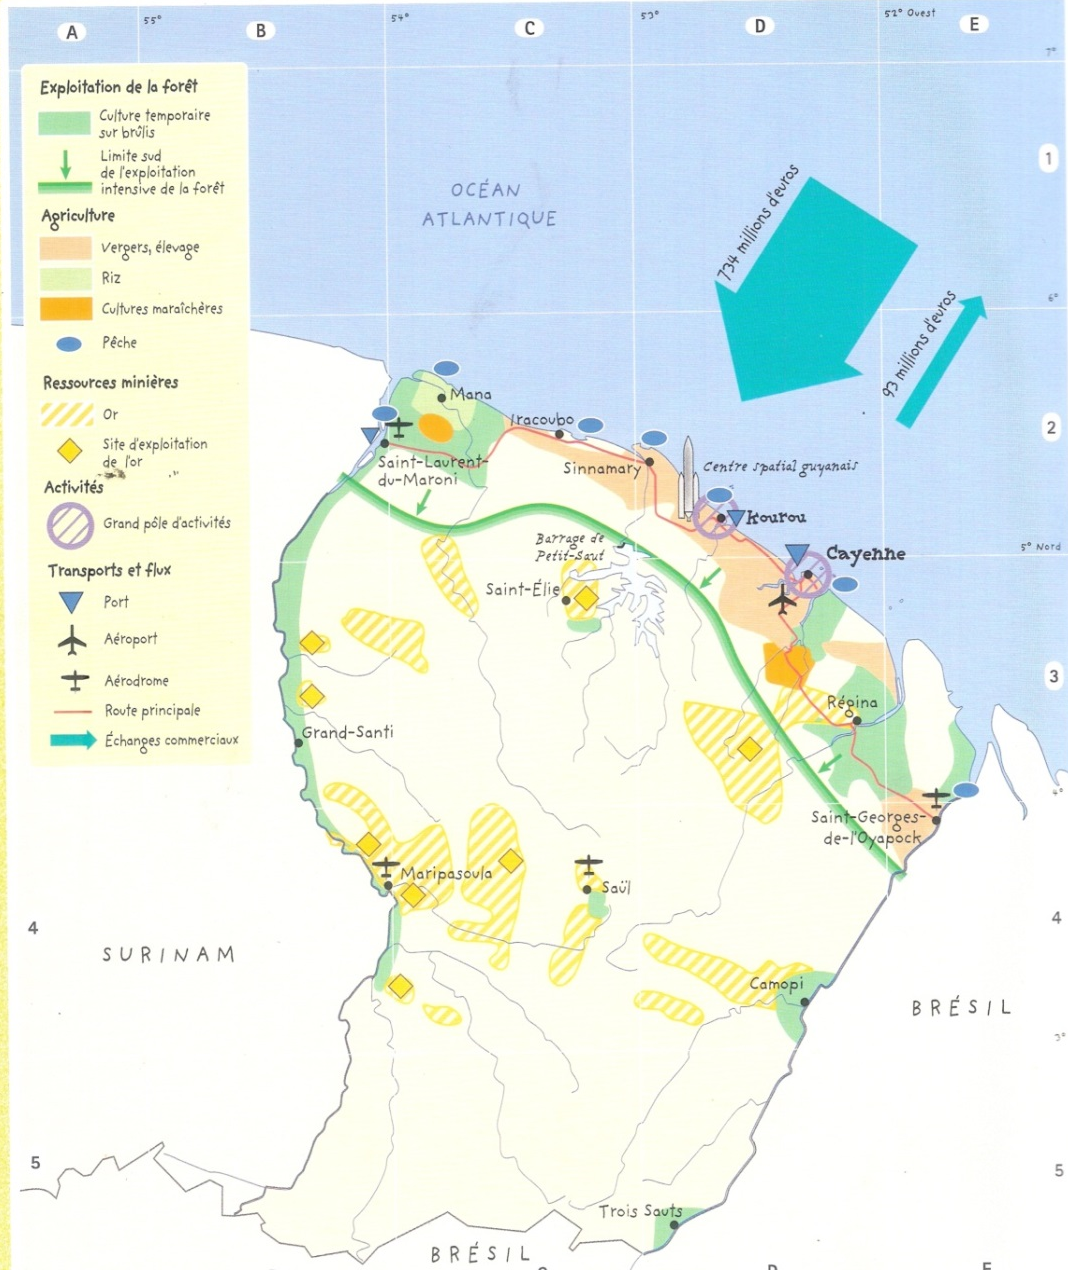 55°
54°
53°
52° Ouest
A
B
C
D
E
7°
Exploitation de la forêt
Culture temporaire
sur brûlis
Limite sud
de l'exploitation
intensive de la forêt
Agriculture
Vergers, élevage
Riz
Cultures maraîchères
Pêche
Ressources minières
Or
Site d'exploitation
de l'or
Activités
Grand pôle d'activités
Transports et flux
Port
Aéroport
Aérodrome
Route principale
Échanges commerciaux
1
OCÉAN
ATLANTIQUE
734 millions d'euros
6°
93 millions d'euros
2
Mana
Iracoubo
Saint-Laurent-
du-Maroni
Sinnamary
Centre spatial guyanais
Kourou
Barrage de
Petit-Saut
Cayenne
5° Nord
Saint-Élie
3
Régina
Grand-Santi
4°
Saint-Georges-
de-l'Oyapock
Maripasoula
Saül
4
4
SURINAM
Camopi
BRÉSIL
3°
5
5
Trois Sauts
BRÉSIL